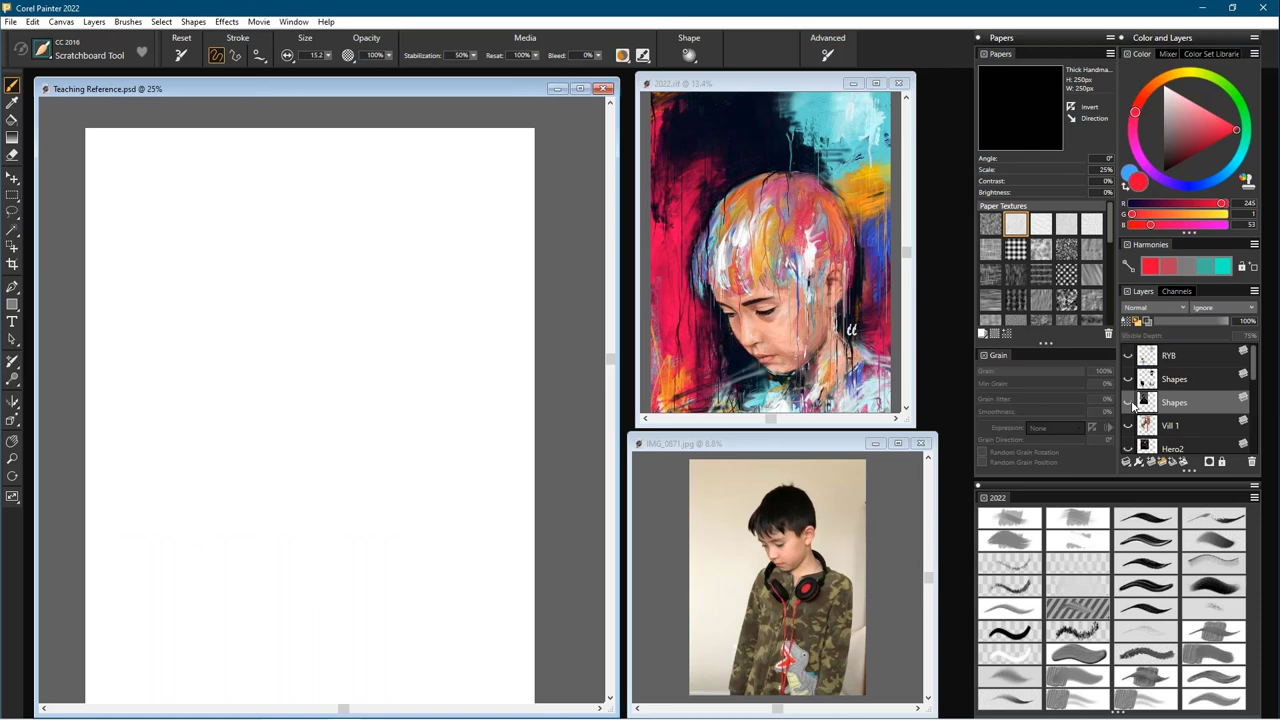 Corel Painter 2022
File Edit Canvas Layers Brushes Select Shapes Effects Movie Window Help
CC 2016
Scratchboard Tool
Reset
Stroke
Size
15.2
Opacity
100%
Media
Stabilization: 50%
Reset: 100%
Bleed: 0%
Shape
Advanced
Teaching Reference.psd @ 25%
2022.rif @ 13.4%
IMG_0871.jpg @ 8.8%
Papers
Papers
Thick Handma...
H: 250px
W: 250px
Invert
Direction
Angle: 0°
Scale: 25%
Contrast: 0%
Brightness: 0%
Paper Textures
Grain
Grain: 100%
Min Grain: 0%
Grain Jitter: 0%
Smoothness: 0%
Expression: None
Grain Direction: 0°
Random Grain Rotation
Random Grain Position
Color and Layers
Color Mixer Color Set Librarie
R 245
G 1
B 53
Harmonies
Layers Channels
Normal Ignore
100%
Visible Depth 75%
RYB
Shapes
Shapes
Vill 1
Hero2
2022